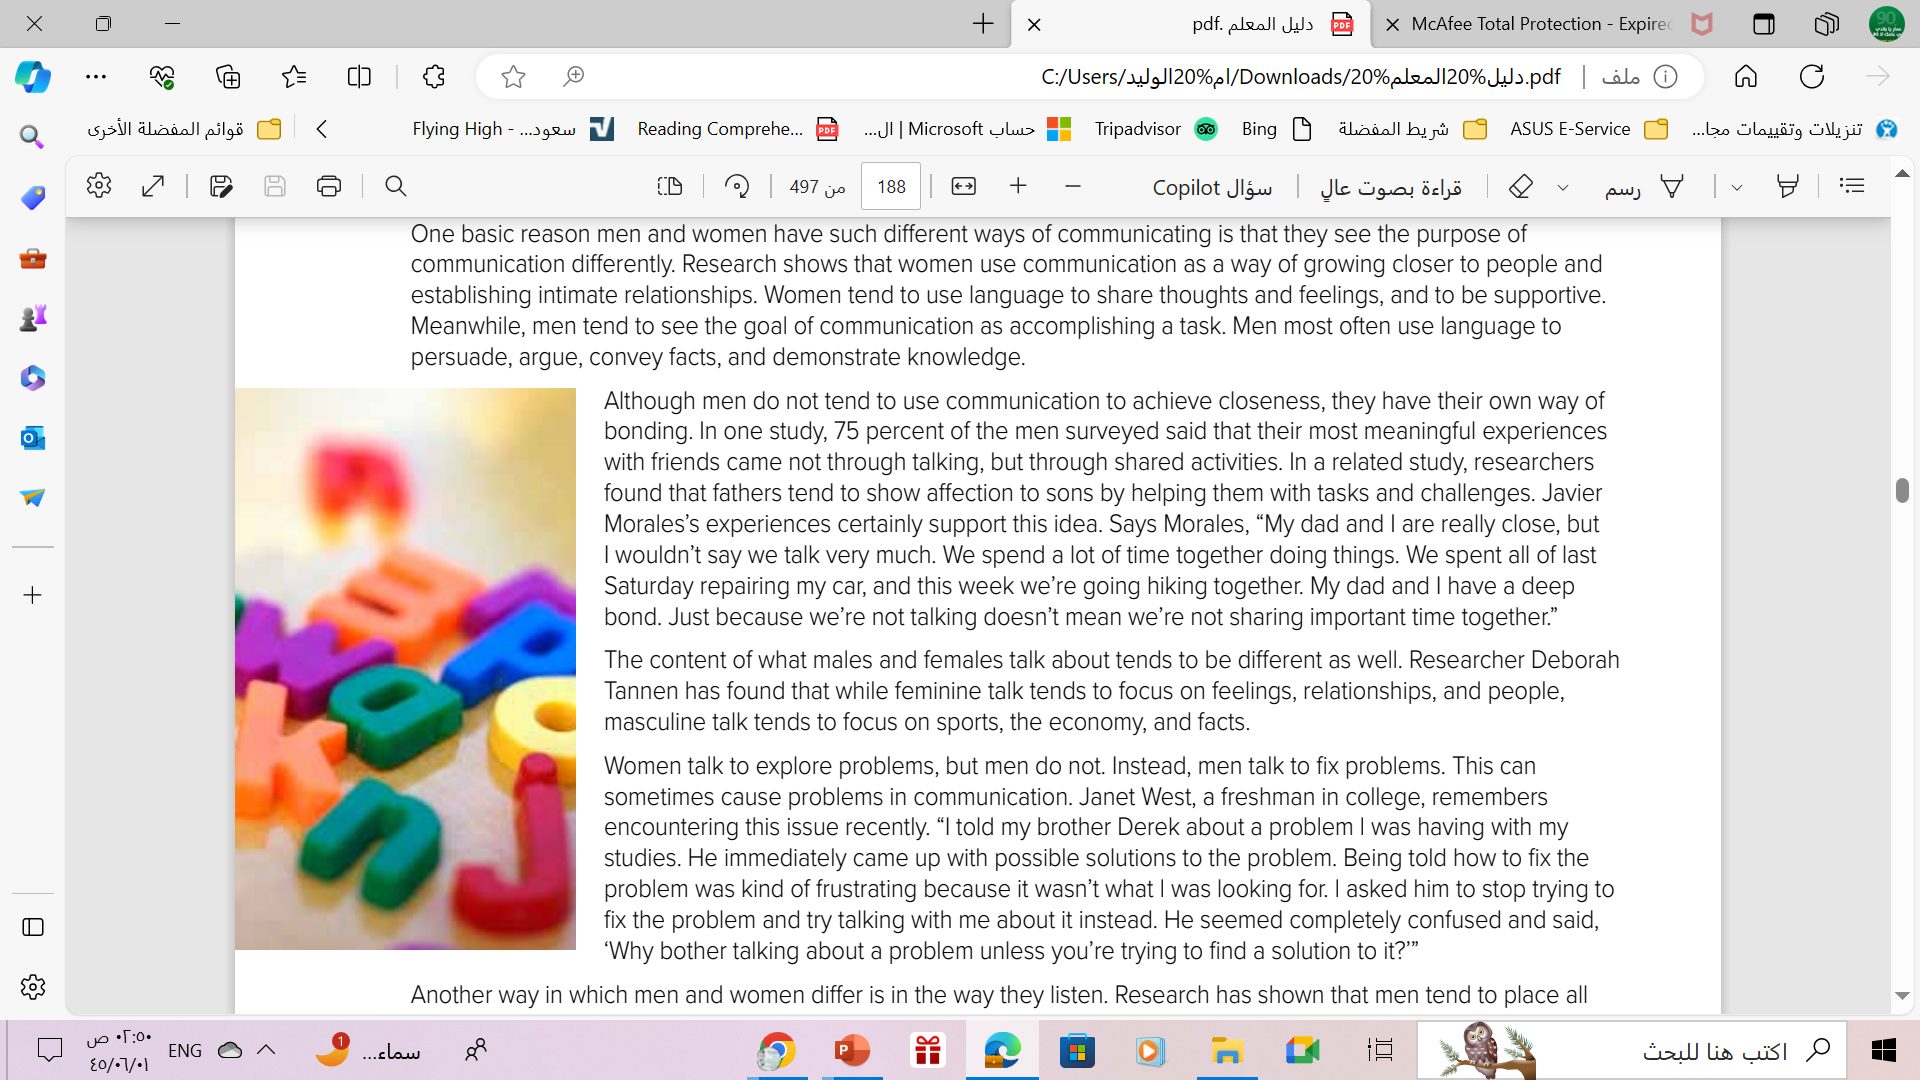 دليل المعلم .pdf
McAfee Total Protection - Expire
90
C:/Users/ام%20الوليد/Downloads/دليل%20المعلم%20.pdf
ملف
قوائم المفضلة الأخرى
Flying High - ...سعود
Reading Comprehe...
حساب Microsoft | ال...
Tripadvisor
Bing
شريط المفضلة
ASUS E-Service
تنزيلات وتقييمات مجا...
497 من
188
سؤال Copilot
قراءة بصوت عالٍ
رسم
One basic reason men and women have such different ways of communicating is that they see the purpose of
communication differently. Research shows that women use communication as a way of growing closer to people and
establishing intimate relationships. Women tend to use language to share thoughts and feelings, and to be supportive.
Meanwhile, men tend to see the goal of communication as accomplishing a task. Men most often use language to
persuade, argue, convey facts, and demonstrate knowledge.
Although men do not tend to use communication to achieve closeness, they have their own way of
bonding. In one study, 75 percent of the men surveyed said that their most meaningful experiences
with friends came not through talking, but through shared activities. In a related study, researchers
found that fathers tend to show affection to sons by helping them with tasks and challenges. Javier
Morales’s experiences certainly support this idea. Says Morales, “My dad and I are really close, but
I wouldn’t say we talk very much. We spend a lot of time together doing things. We spent all of last
Saturday repairing my car, and this week we’re going hiking together. My dad and I have a deep
bond. Just because we’re not talking doesn’t mean we’re not sharing important time together.”
The content of what males and females talk about tends to be different as well. Researcher Deborah
Tannen has found that while feminine talk tends to focus on feelings, relationships, and people,
masculine talk tends to focus on sports, the economy, and facts.
Women talk to explore problems, but men do not. Instead, men talk to fix problems. This can
sometimes cause problems in communication. Janet West, a freshman in college, remembers
encountering this issue recently. “I told my brother Derek about a problem I was having with my
studies. He immediately came up with possible solutions to the problem. Being told how to fix the
problem was kind of frustrating because it wasn’t what I was looking for. I asked him to stop trying to
fix the problem and try talking with me about it instead. He seemed completely confused and said,
‘Why bother talking about a problem unless you’re trying to find a solution to it?’”
Another way in which men and women differ is in the way they listen. Research has shown that men tend to place all
٠٢:٥٠ ص
٤٥/٠٦/٠١
ENG
1
سماء...
اكتب هنا للبحث